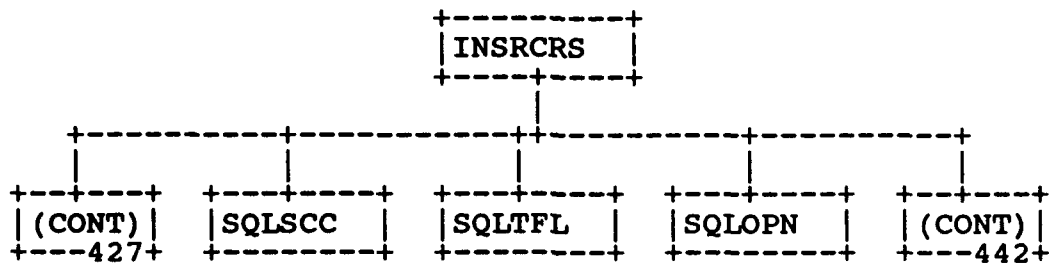 INSRCRS
(CONT) SQLSCC SQLTFL SQLOPN (CONT)
427 442